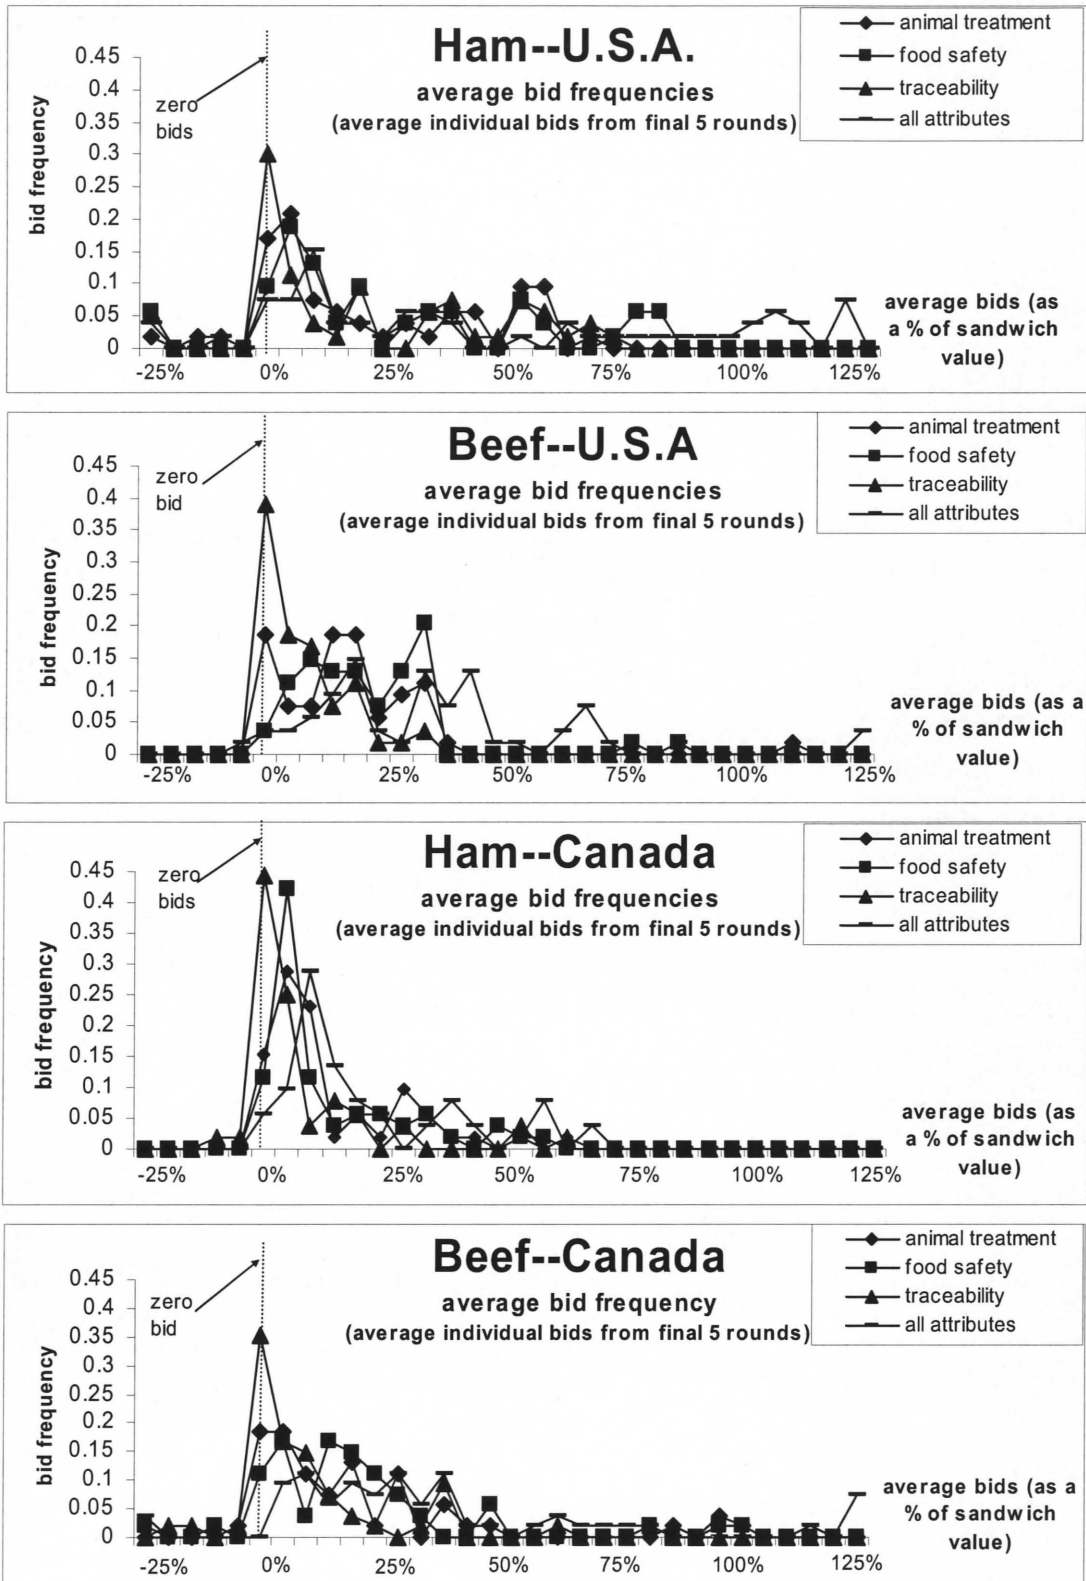 Ham--U.S.A.
average bid frequencies
(average individual bids from final 5 rounds)
animal treatment
food safety
traceability
all attributes
zero
bids
bid frequency
0.45
0.4
0.35
0.3
0.25
0.2
0.15
0.1
0.05
0
-25%
0%
25%
50%
75%
100%
125%
average bids (as
a % of sandwich
value)
Beef--U.S.A
average bid frequencies
(average individual bids from final 5 rounds)
animal treatment
food safety
traceability
all attributes
zero
bid
bid frequency
0.45
0.4
0.35
0.3
0.25
0.2
0.15
0.1
0.05
0
-25%
0%
25%
50%
75%
100%
125%
average bids (as a
% of sandwich
value)
Ham--Canada
average bid frequencies
(average individual bids from final 5 rounds)
animal treatment
food safety
traceability
all attributes
zero
bids
bid frequency
0.45
0.4
0.35
0.3
0.25
0.2
0.15
0.1
0.05
0
-25%
0%
25%
50%
75%
100%
125%
average bids (as
a % of sandwich
value)
Beef--Canada
average bid frequency
(average individual bids from final 5 rounds)
animal treatment
food safety
traceability
all attributes
zero
bid
bid frequency
0.45
0.4
0.35
0.3
0.25
0.2
0.15
0.1
0.05
0
-25%
0%
25%
50%
75%
100%
125%
average bids (as a
% of sandwich
value)